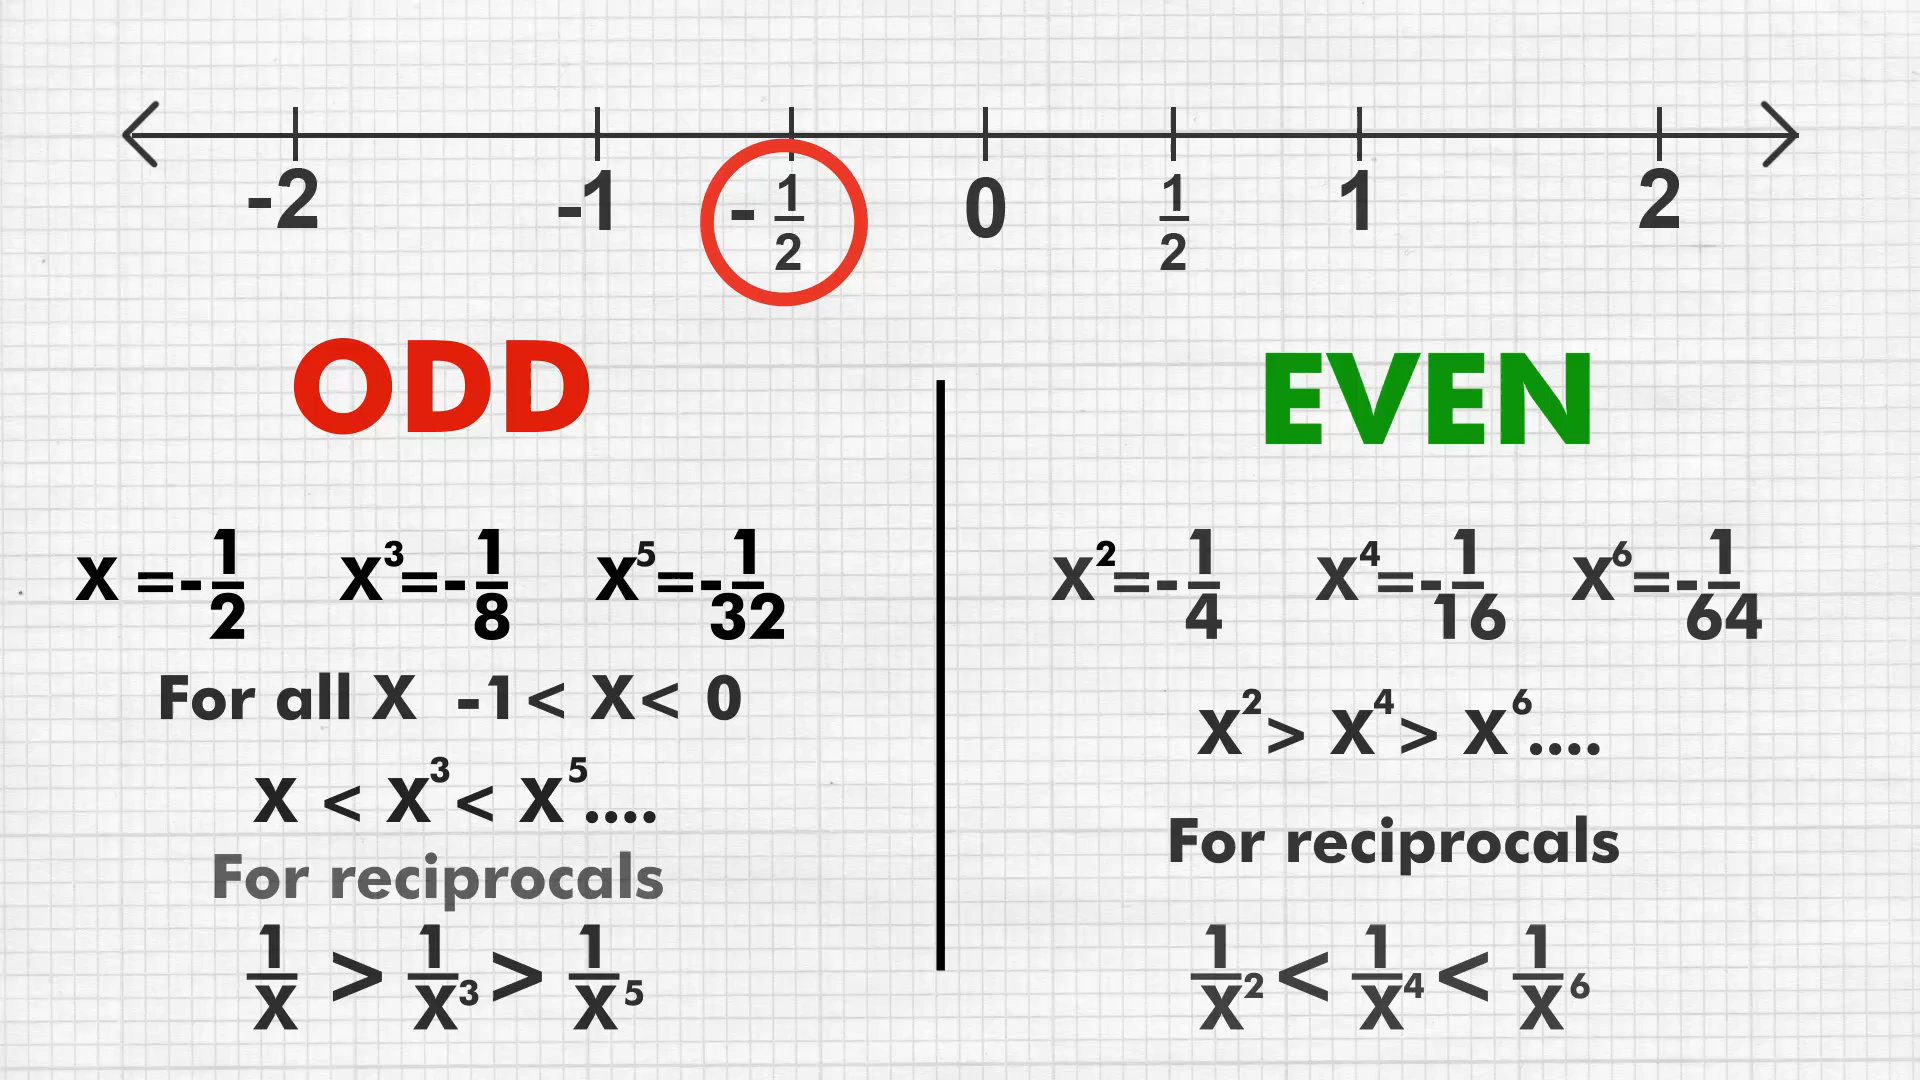 -2 -1 -1/2 0 1/2 1 2
ODD
EVEN
X =-1/2 X³=-1/8 X⁵=-1/32
For all X -1< X< 0
X < X³< X⁵....
For reciprocals
1/X > 1/X³ > 1/X⁵
X²=-1/4 X⁴=-1/16 X⁶=-1/64
X²> X⁴> X⁶....
For reciprocals
1/X² < 1/X⁴ < 1/X⁶